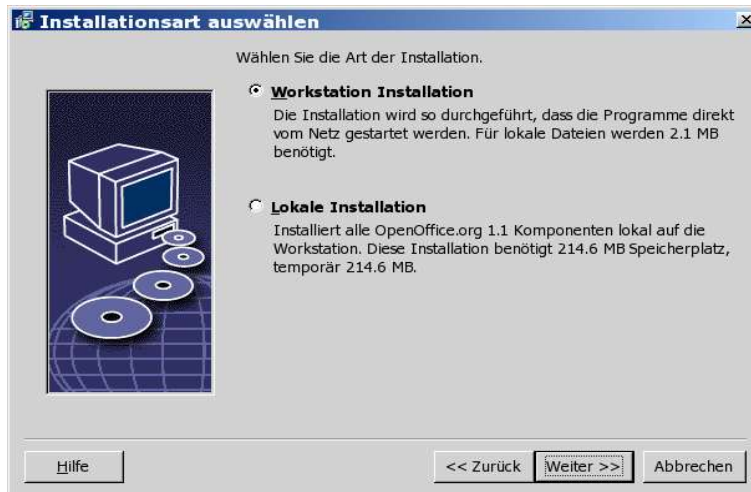 Installationsart auswählen
Wählen Sie die Art der Installation.
Workstation Installation
Die Installation wird so durchgeführt, dass die Programme direkt
vom Netz gestartet werden. Für lokale Dateien werden 2.1 MB
benötigt.
Lokale Installation
Installiert alle OpenOffice.org 1.1 Komponenten lokal auf die
Workstation. Diese Installation benötigt 214.6 MB Speicherplatz,
temporär 214.6 MB.
Hilfe
<< Zurück
Weiter >>
Abbrechen